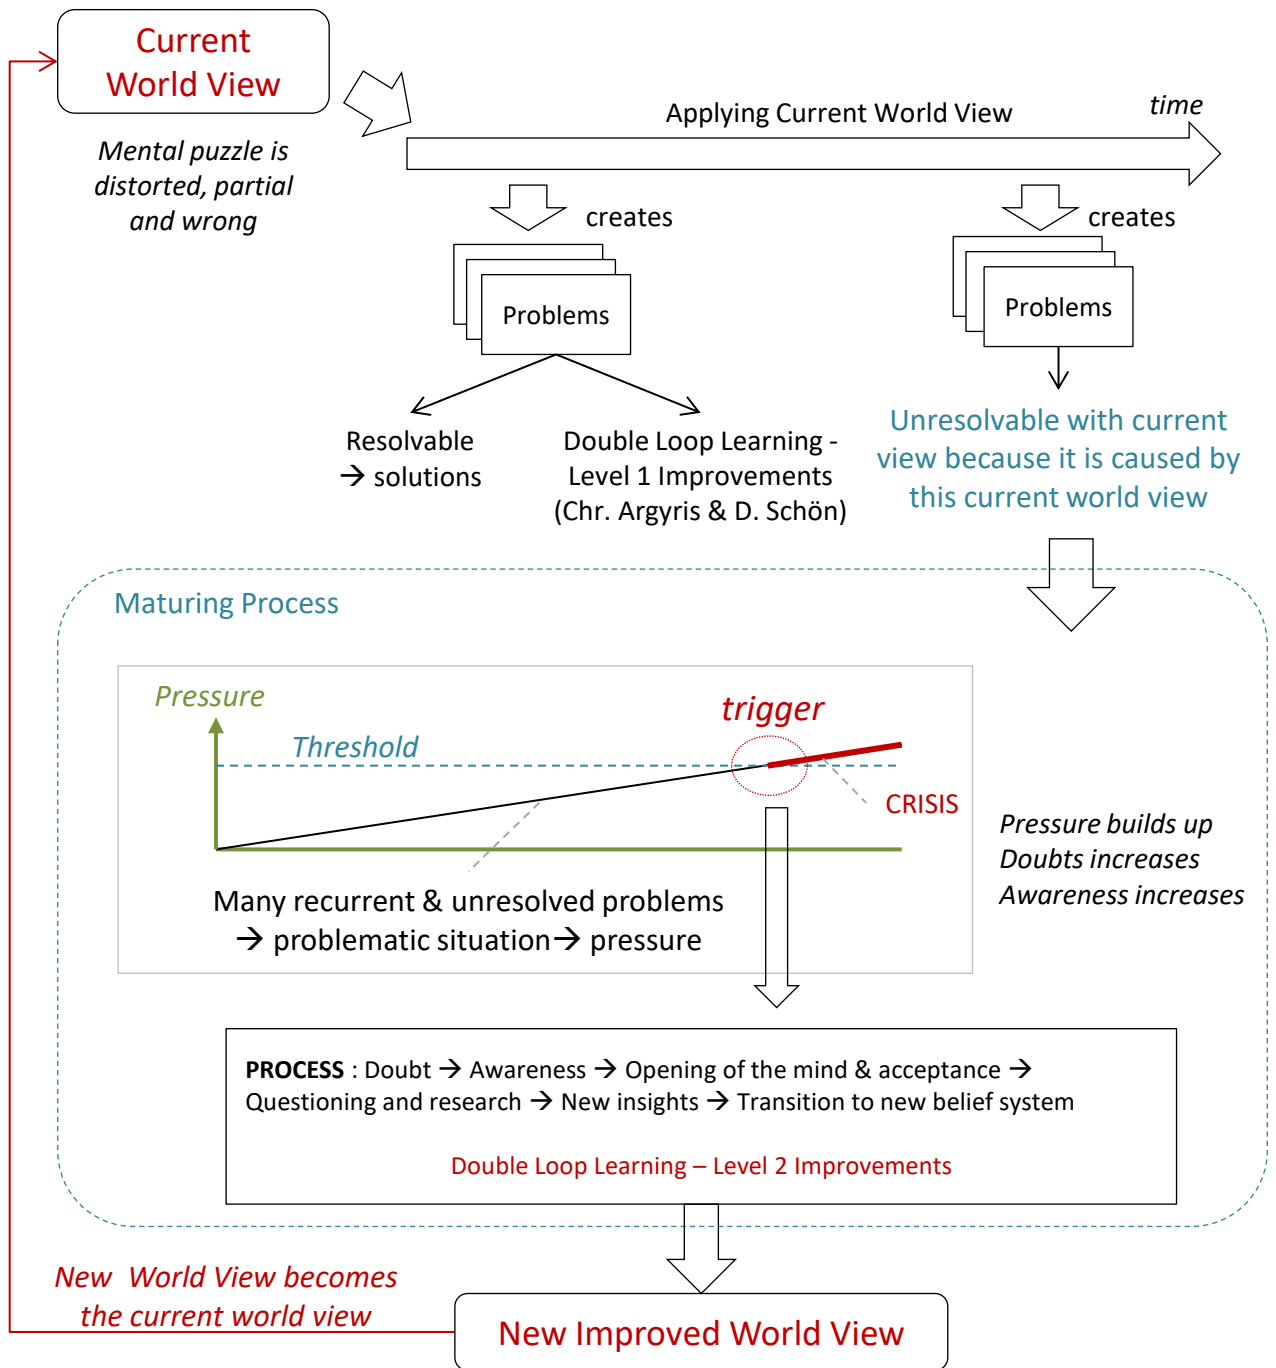 Current
World View
Mental puzzle is
distorted, partial
and wrong
Applying Current World View
time
creates
creates
Problems
Problems
Resolvable
→ solutions
Double Loop Learning -
Level 1 Improvements
(Chr. Argyris & D. Schön)
Unresolvable with current
view because it is caused by
this current world view
Maturing Process
Pressure
Threshold
trigger
CRISIS
Many recurrent & unresolved problems
→ problematic situation→ pressure
Pressure builds up
Doubts increases
Awareness increases
PROCESS : Doubt → Awareness → Opening of the mind & acceptance →
Questioning and research → New insights → Transition to new belief system
Double Loop Learning – Level 2 Improvements
New World View becomes
the current world view
New Improved World View